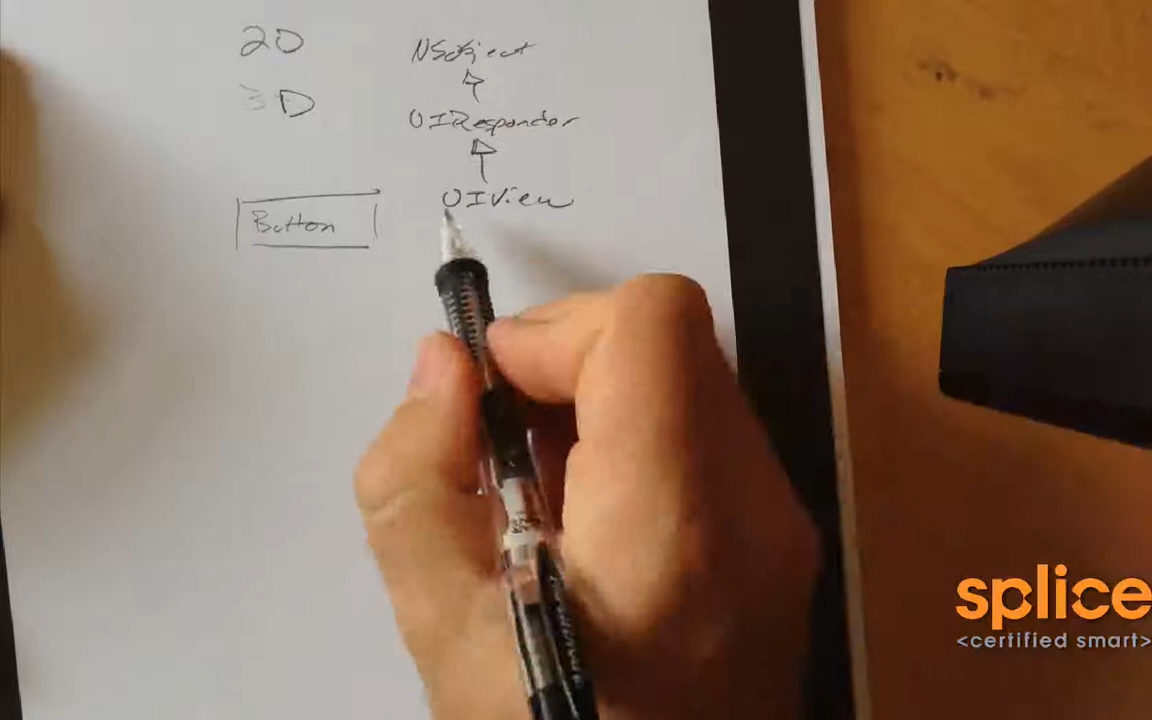 2D
3D
NSObject
UIResponder
UIView
Button
splice
<certified smart>